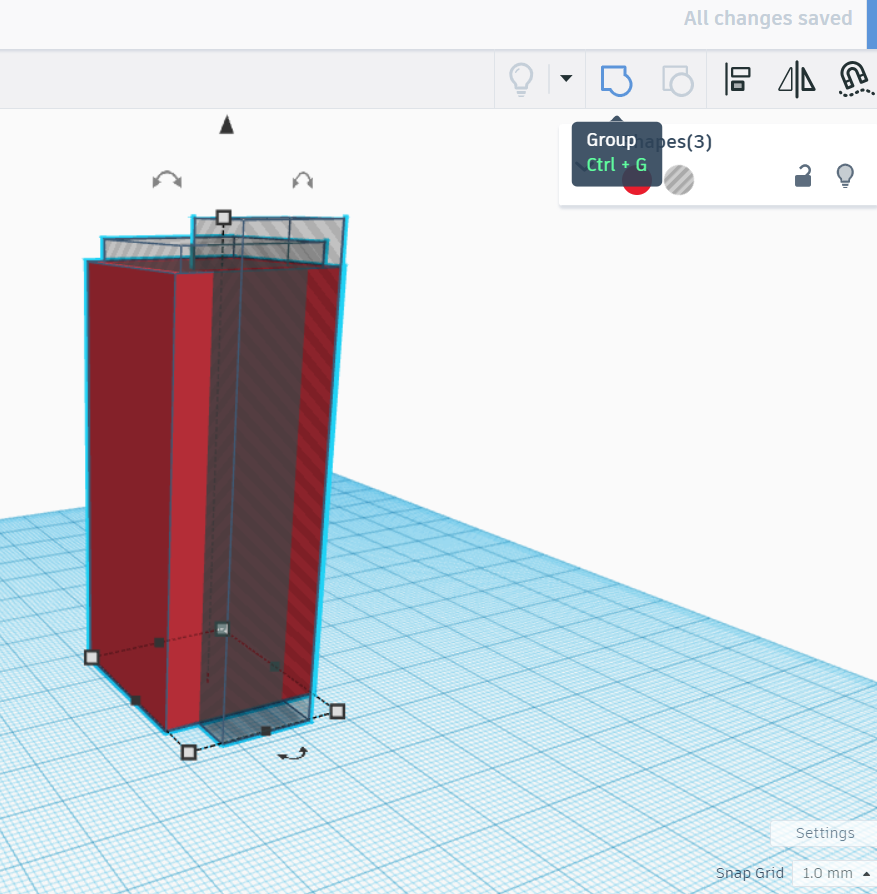 All changes saved
Group
apes(3)
Ctrl + G
Settings
Snap Grid 1.0 mm